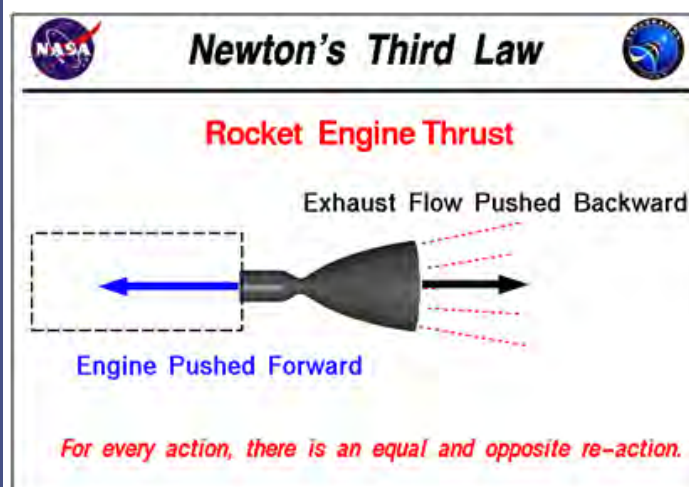 NASA
Newton's Third Law
Rocket Engine Thrust
Exhaust Flow Pushed Backward
Engine Pushed Forward
For every action, there is an equal and opposite re-action.